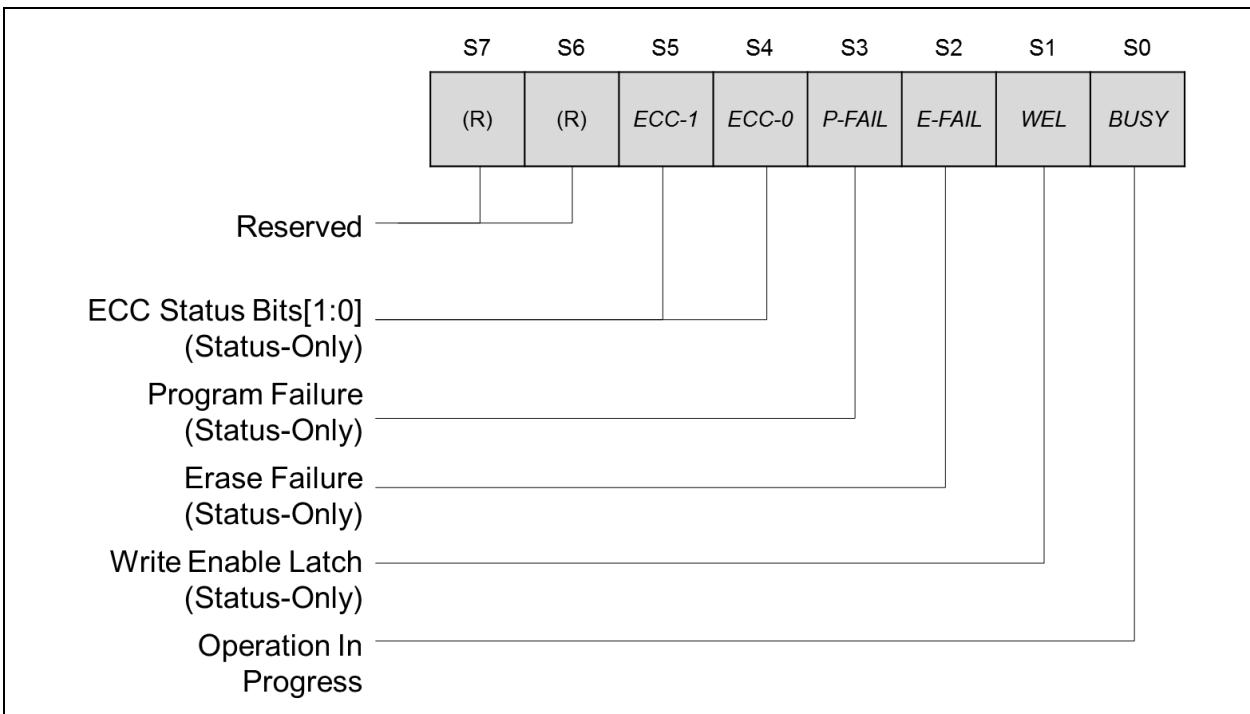 S7 S6 S5 S4 S3 S2 S1 S0
(R) (R) ECC-1 ECC-0 P-FAIL E-FAIL WEL BUSY
Reserved
ECC Status Bits[1:0]
(Status-Only)
Program Failure
(Status-Only)
Erase Failure
(Status-Only)
Write Enable Latch
(Status-Only)
Operation In
Progress